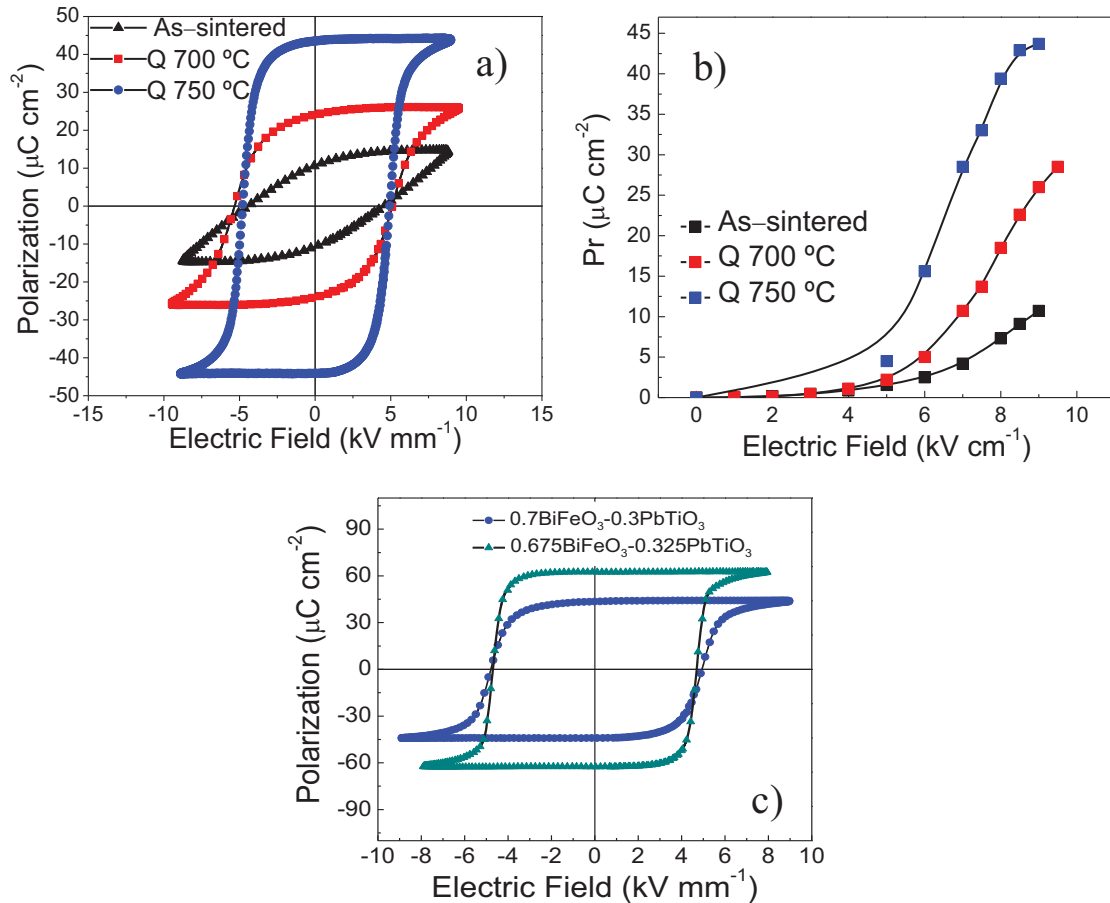 As–sintered
Q 700 ºC
Q 750 ºC
a)
50
40
30
20
10
0
-10
-20
-30
-40
-50
Polarization (μC cm⁻²)
-15 -10 -5 0 5 10 15
Electric Field (kV mm⁻¹)
b)
45
40
35
30
25
20
15
10
5
0
Pr (μC cm⁻²)
As–sintered
Q 700 ºC
Q 750 ºC
0 2 4 6 8 10
Electric Field (kV cm⁻¹)
0.7BiFeO₃-0.3PbTiO₃
0.675BiFeO₃-0.325PbTiO₃
90
60
30
0
-30
-60
-90
Polarization (μC cm⁻²)
c)
-10 -8 -6 -4 -2 0 2 4 6 8 10
Electric Field (kV mm⁻¹)